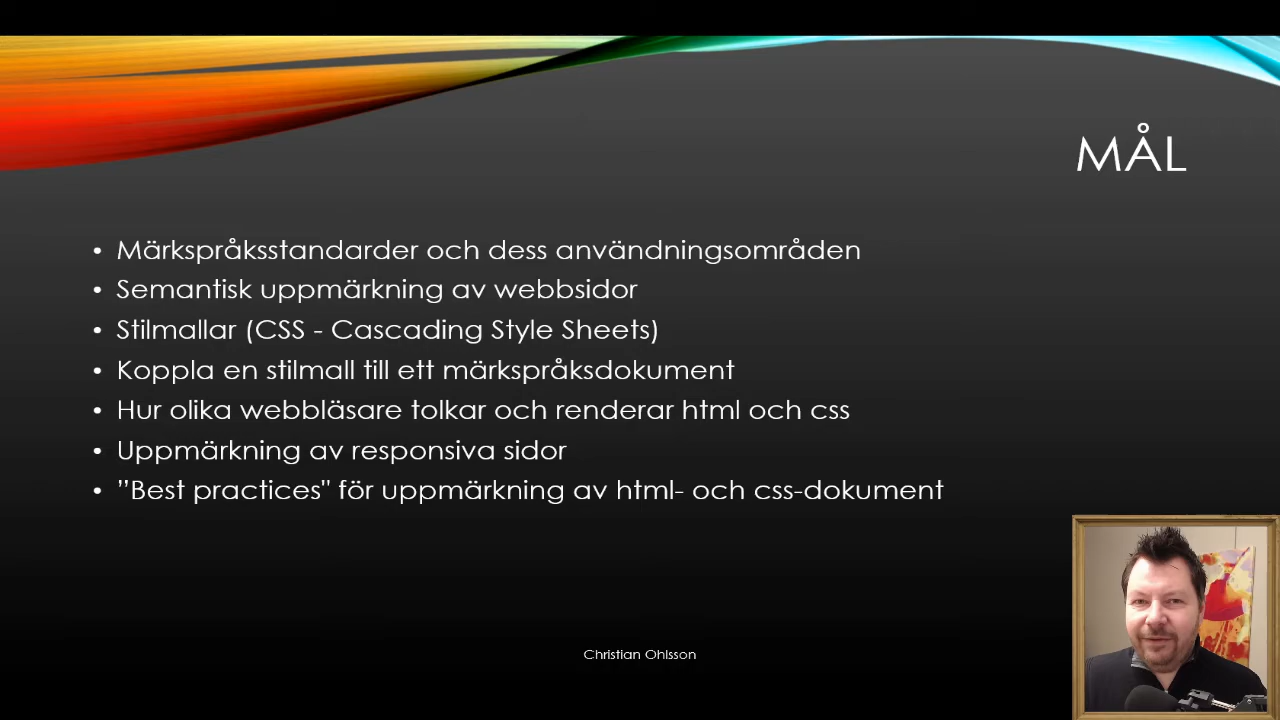 MÅL
• Märkspråksstandarder och dess användningsområden
• Semantisk uppmärkning av webbsidor
• Stilmallar (CSS - Cascading Style Sheets)
• Koppla en stilmall till ett märkspråksdokument
• Hur olika webbläsare tolkar och renderar html och css
• Uppmärkning av responsiva sidor
• ”Best practices" för uppmärkning av html- och css-dokument
Christian Ohlsson